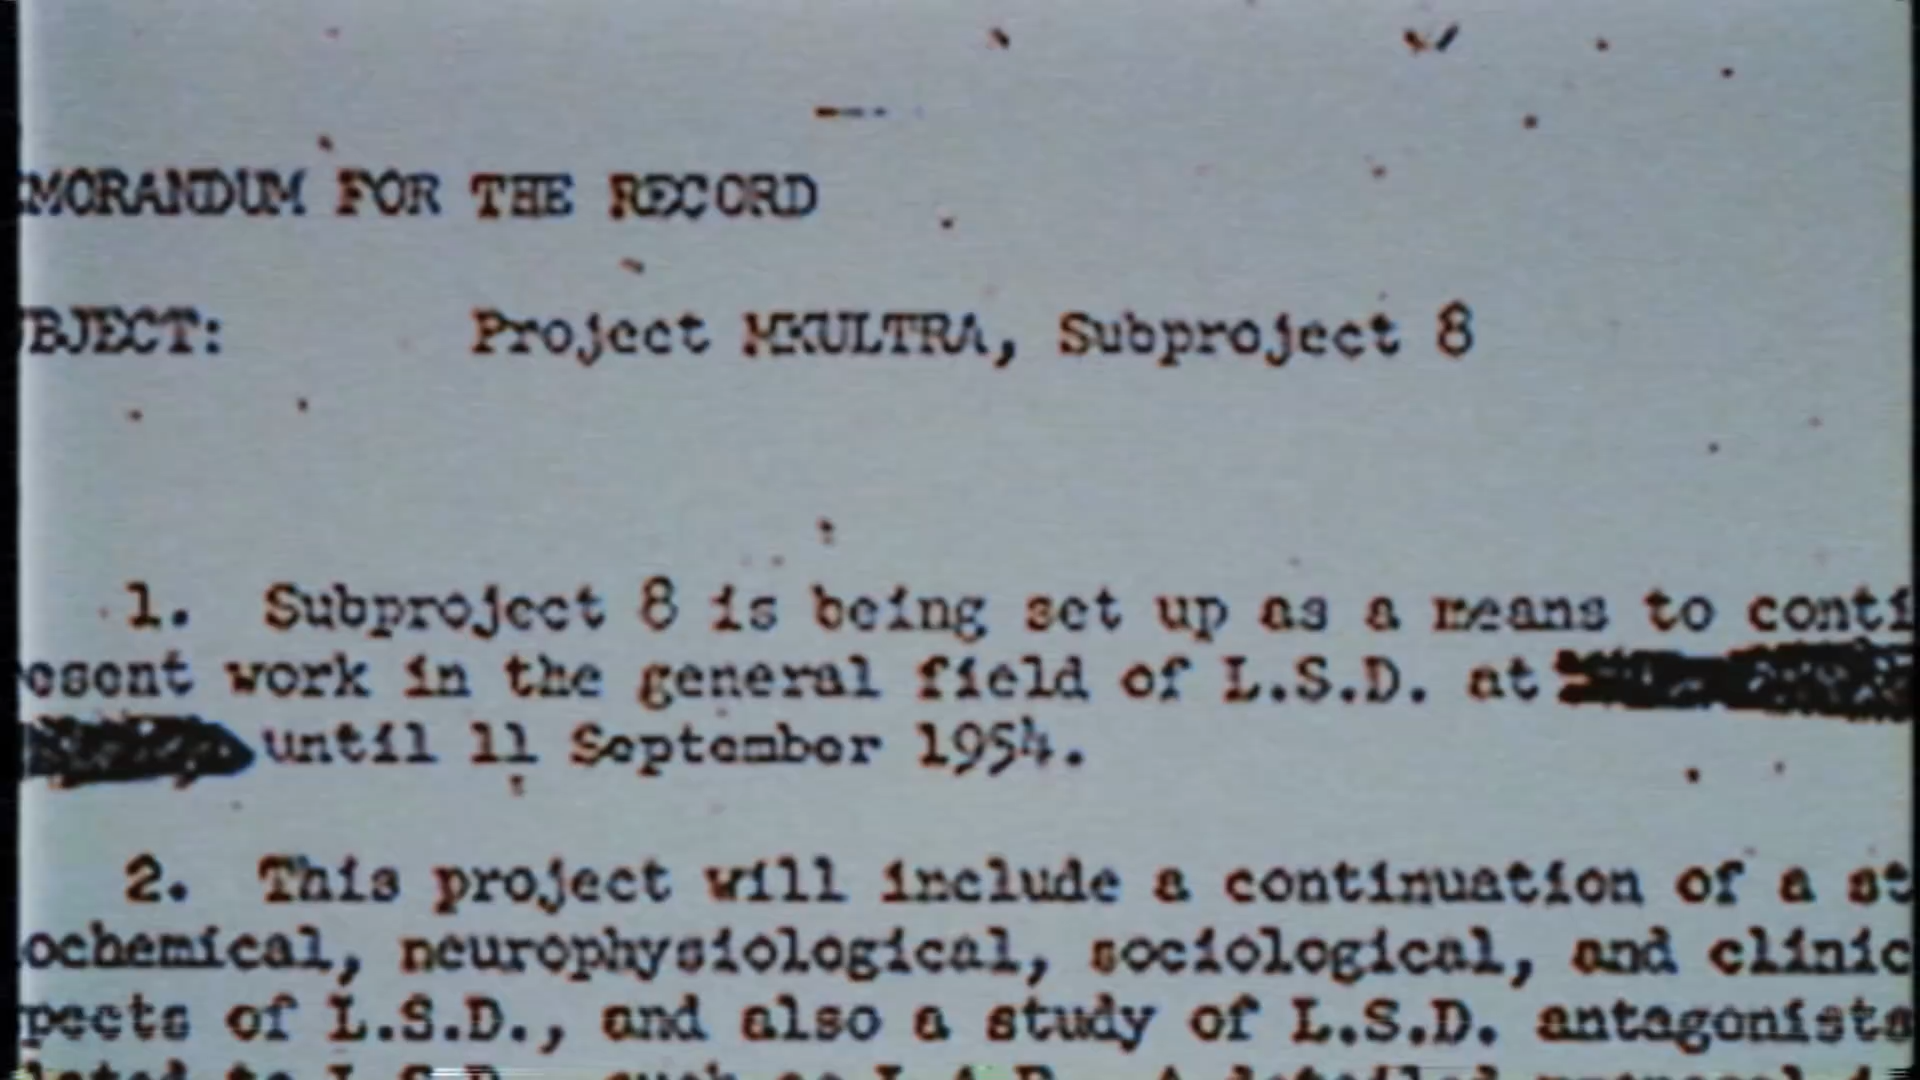 MORANDUM FOR THE RECORD
BJECT: Project MKULTRA, Subproject 8
1. Subproject 8 is being set up as a means to conti
esent work in the general field of L.S.D. at
until 11 September 1954.
2. This project will include a continuation of a st
ochemical, neurophysiological, sociological, and clinic
pects of L.S.D., and also a study of L.S.D. antagonists